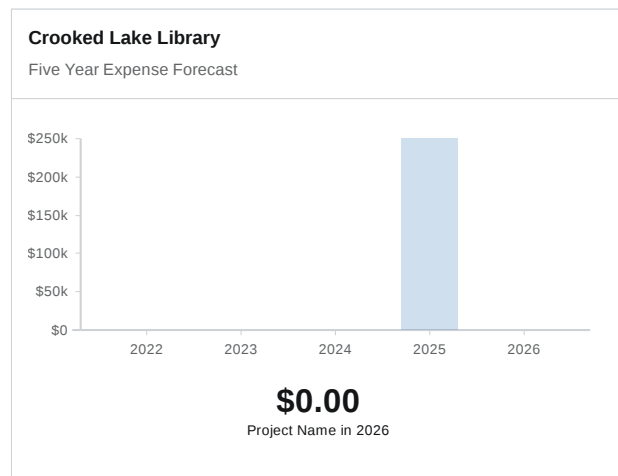 Crooked Lake Library
Five Year Expense Forecast
$250k
$200k
$150k
$100k
$50k
$0
2022 2023 2024 2025 2026
$0.00
Project Name in 2026